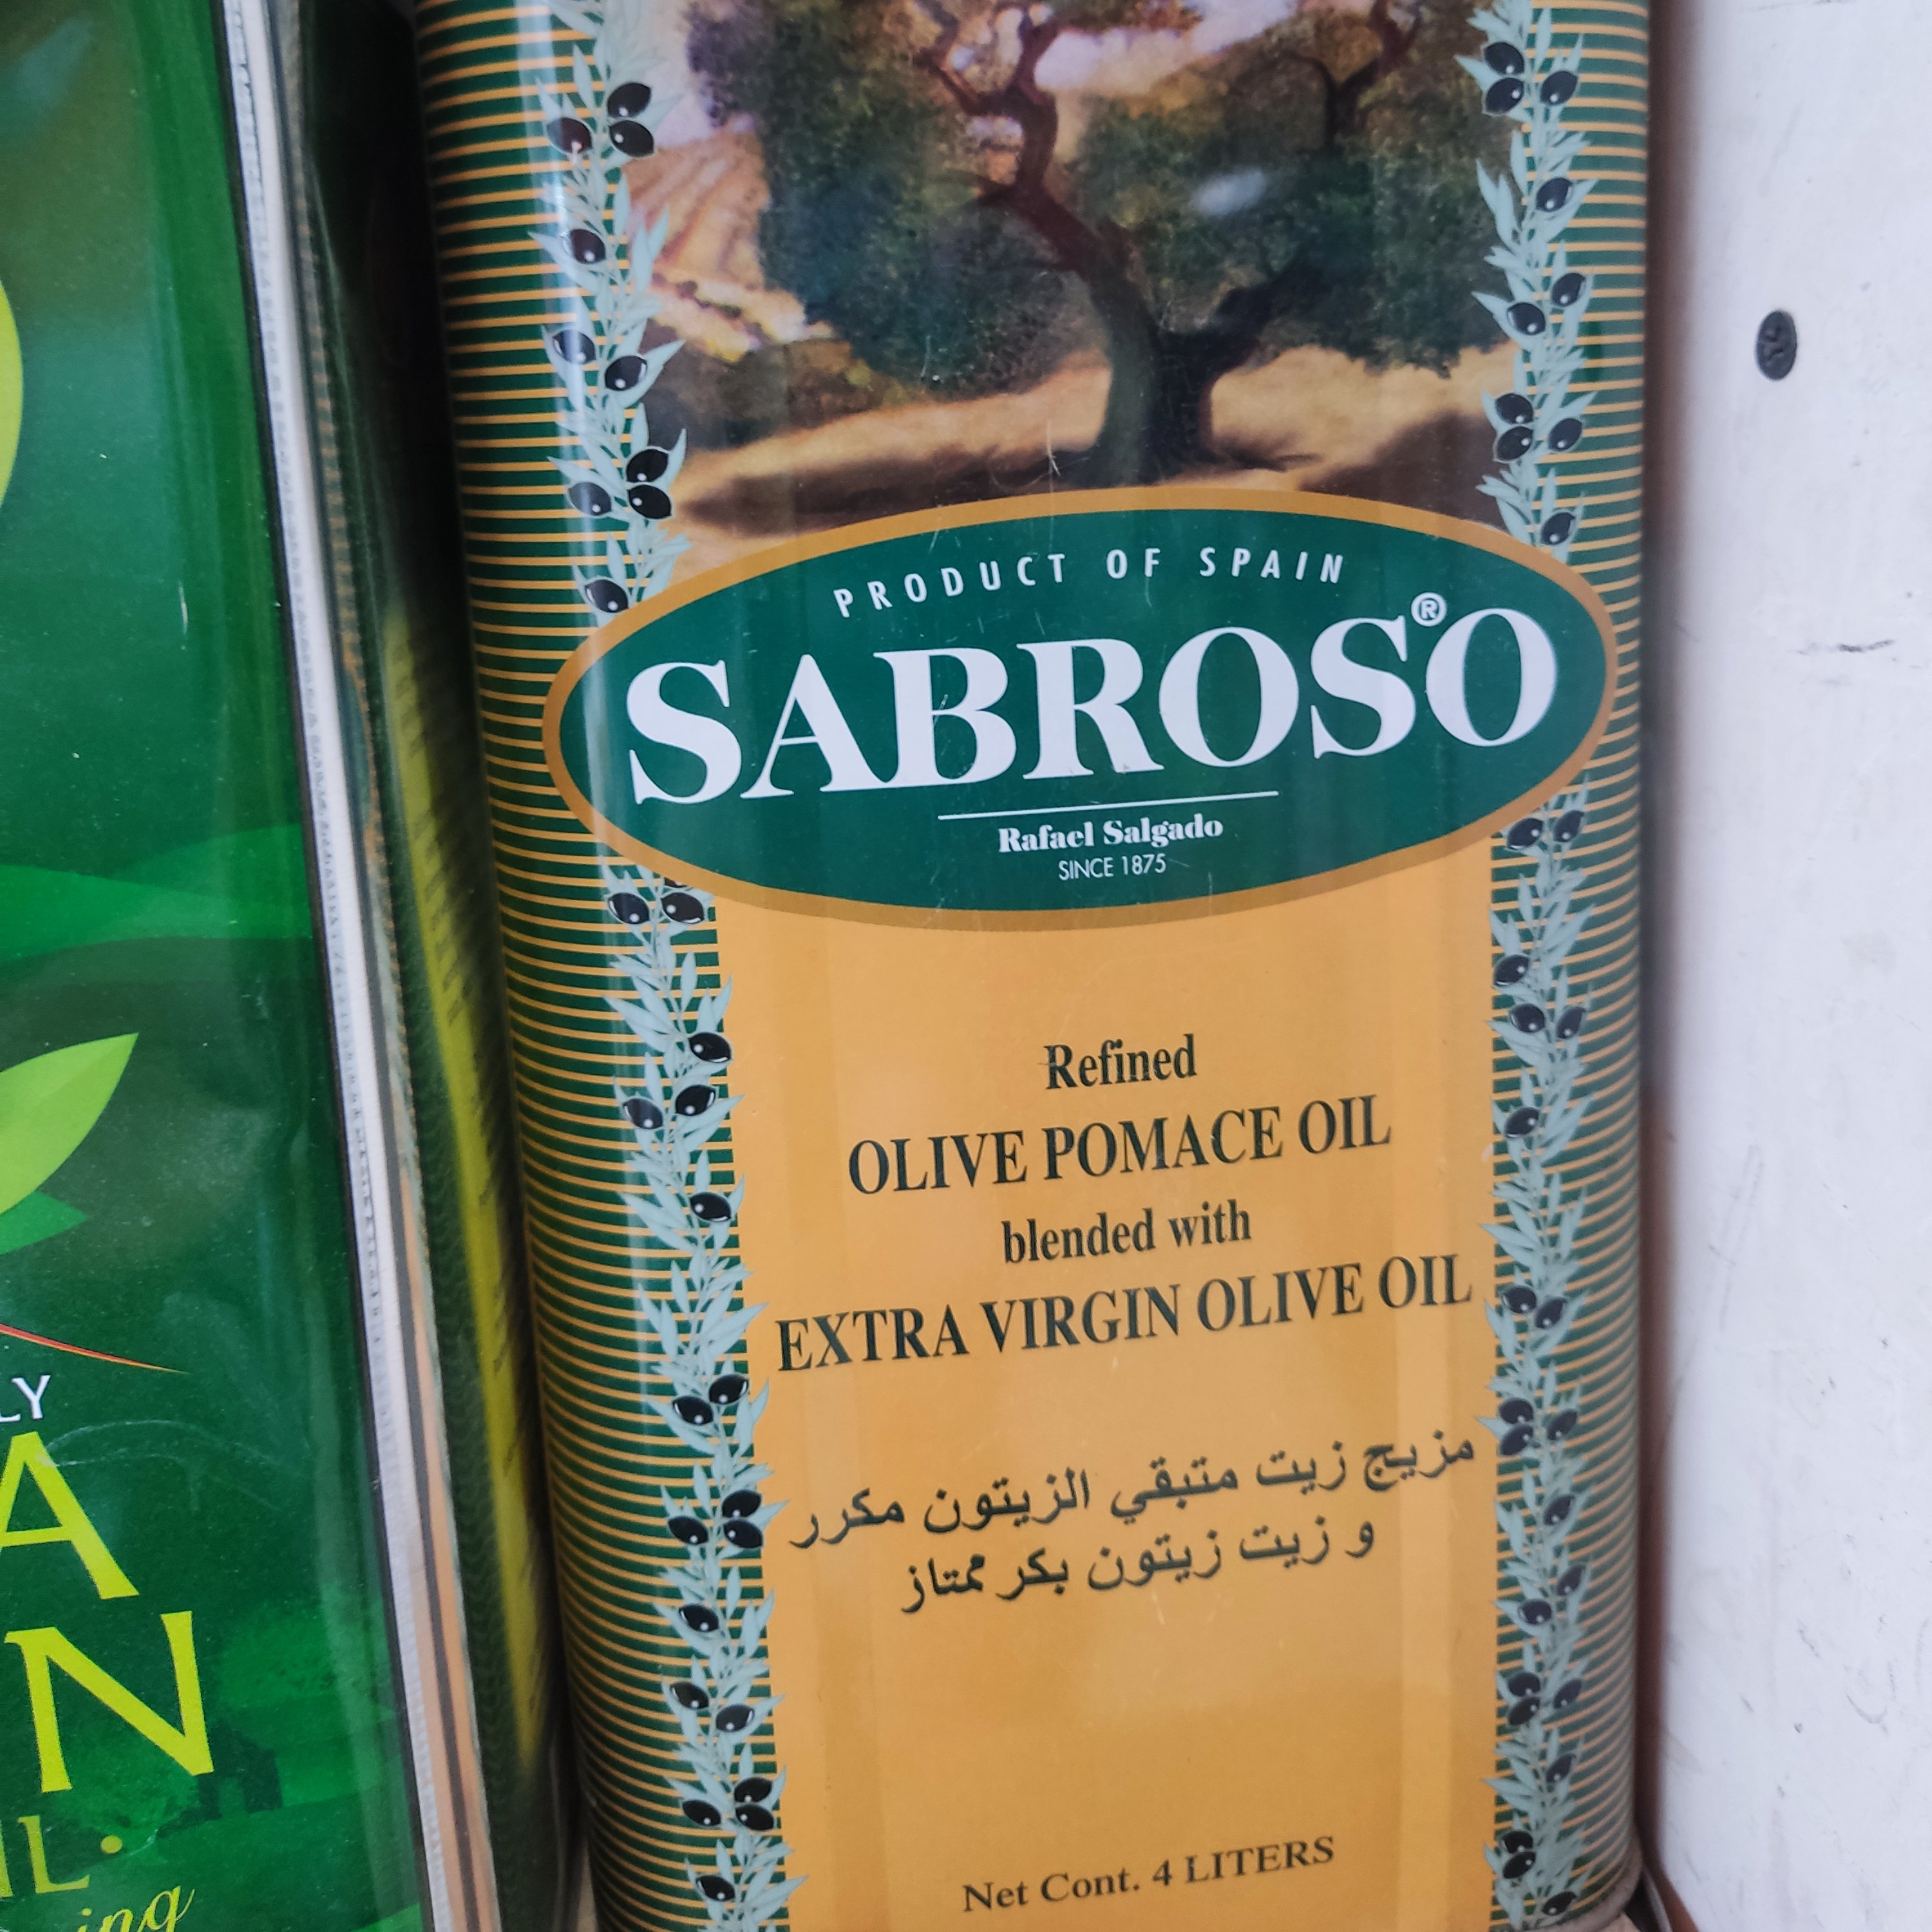 PRODUCT OF SPAIN
SABROSO®
Rafael Salgado
SINCE 1875
Refined
OLIVE POMACE OIL
blended with
EXTRA VIRGIN OLIVE OIL
مزيج زيت متبقي الزيتون مكرر
و زيت زيتون بكر ممتاز
Net Cont. 4 LITERS